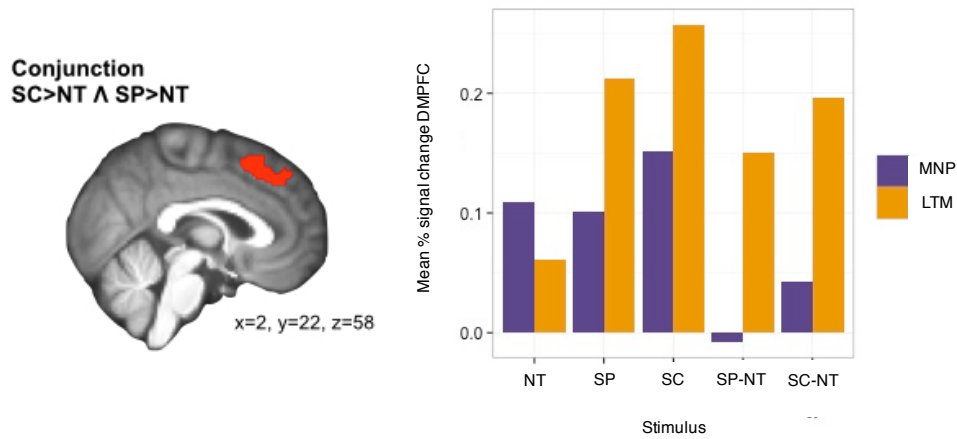 Conjunction
SC>NT Λ SP>NT
x=2, y=22, z=58
Mean % signal change DMPFC
0.2
0.1
0.0
NT SP SC SP-NT SC-NT
Stimulus
MNP
LTM